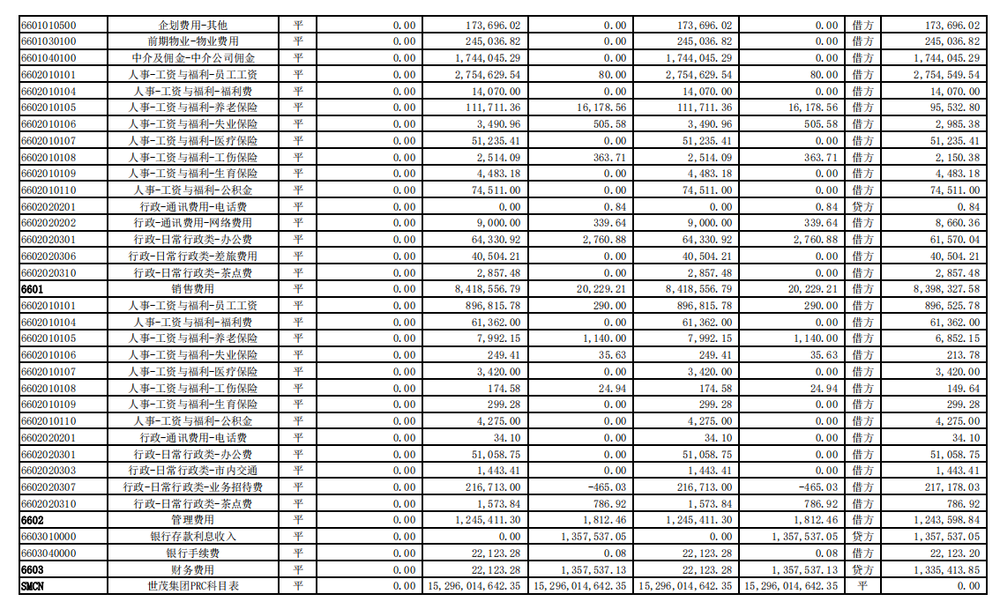 6601010500 企划费用-其他 平 0.00 173,696.02 0.00 173,696.02 0.00 借方 173,696.02
6601030100 前期物业-物业费用 平 0.00 245,036.82 0.00 245,036.82 0.00 借方 245,036.82
6601040100 中介及佣金-中介公司佣金 平 0.00 1,744,045.29 0.00 1,744,045.29 0.00 借方 1,744,045.29
6602010101 人事-工资与福利-员工工资 平 0.00 2,754,629.54 80.00 2,754,629.54 80.00 借方 2,754,549.54
6602010104 人事-工资与福利-福利费 平 0.00 14,070.00 0.00 14,070.00 0.00 借方 14,070.00
6602010105 人事-工资与福利-养老保险 平 0.00 111,711.36 16,178.56 111,711.36 16,178.56 借方 95,532.80
6602010106 人事-工资与福利-失业保险 平 0.00 3,490.96 505.58 3,490.96 505.58 借方 2,985.38
6602010107 人事-工资与福利-医疗保险 平 0.00 51,235.41 0.00 51,235.41 0.00 借方 51,235.41
6602010108 人事-工资与福利-工伤保险 平 0.00 2,514.09 363.71 2,514.09 363.71 借方 2,150.38
6602010109 人事-工资与福利-生育保险 平 0.00 4,483.18 0.00 4,483.18 0.00 借方 4,483.18
6602010110 人事-工资与福利-公积金 平 0.00 74,511.00 0.00 74,511.00 0.00 借方 74,511.00
6602020201 行政-通讯费用-电话费 平 0.00 0.00 0.84 0.00 0.84 贷方 0.84
6602020202 行政-通讯费用-网络费用 平 0.00 9,000.00 339.64 9,000.00 339.64 借方 8,660.36
6602020301 行政-日常行政类-办公费 平 0.00 64,330.92 2,760.88 64,330.92 2,760.88 借方 61,570.04
6602020306 行政-日常行政类-差旅费用 平 0.00 40,504.21 0.00 40,504.21 0.00 借方 40,504.21
6602020310 行政-日常行政类-茶点费 平 0.00 2,857.48 0.00 2,857.48 0.00 借方 2,857.48
6601 销售费用 平 0.00 8,418,556.79 20,229.21 8,418,556.79 20,229.21 借方 8,398,327.58
6602010101 人事-工资与福利-员工工资 平 0.00 896,815.78 290.00 896,815.78 290.00 借方 896,525.78
6602010104 人事-工资与福利-福利费 平 0.00 61,362.00 0.00 61,362.00 0.00 借方 61,362.00
6602010105 人事-工资与福利-养老保险 平 0.00 7,992.15 1,140.00 7,992.15 1,140.00 借方 6,852.15
6602010106 人事-工资与福利-失业保险 平 0.00 249.41 35.63 249.41 35.63 借方 213.78
6602010107 人事-工资与福利-医疗保险 平 0.00 3,420.00 0.00 3,420.00 0.00 借方 3,420.00
6602010108 人事-工资与福利-工伤保险 平 0.00 174.58 24.94 174.58 24.94 借方 149.64
6602010109 人事-工资与福利-生育保险 平 0.00 299.28 0.00 299.28 0.00 借方 299.28
6602010110 人事-工资与福利-公积金 平 0.00 4,275.00 0.00 4,275.00 0.00 借方 4,275.00
6602020201 行政-通讯费用-电话费 平 0.00 34.10 0.00 34.10 0.00 借方 34.10
6602020301 行政-日常行政类-办公费 平 0.00 51,058.75 0.00 51,058.75 0.00 借方 51,058.75
6602020303 行政-日常行政类-市内交通 平 0.00 1,443.41 0.00 1,443.41 0.00 借方 1,443.41
6602020307 行政-日常行政类-业务招待费 平 0.00 216,713.00 -465.03 216,713.00 -465.03 借方 217,178.03
6602020310 行政-日常行政类-茶点费 平 0.00 1,573.84 786.92 1,573.84 786.92 借方 786.92
6602 管理费用 平 0.00 1,245,411.30 1,812.46 1,245,411.30 1,812.46 借方 1,243,598.84
6603010000 银行存款利息收入 平 0.00 0.00 1,357,537.05 0.00 1,357,537.05 贷方 1,357,537.05
6603040000 银行手续费 平 0.00 22,123.28 0.08 22,123.28 0.08 借方 22,123.20
6603 财务费用 平 0.00 22,123.28 1,357,537.13 22,123.28 1,357,537.13 贷方 1,335,413.85
SMCN 世茂集团PRC科目表 平 0.00 15,296,014,642.35 15,296,014,642.35 15,296,014,642.35 15,296,014,642.35 平 0.00